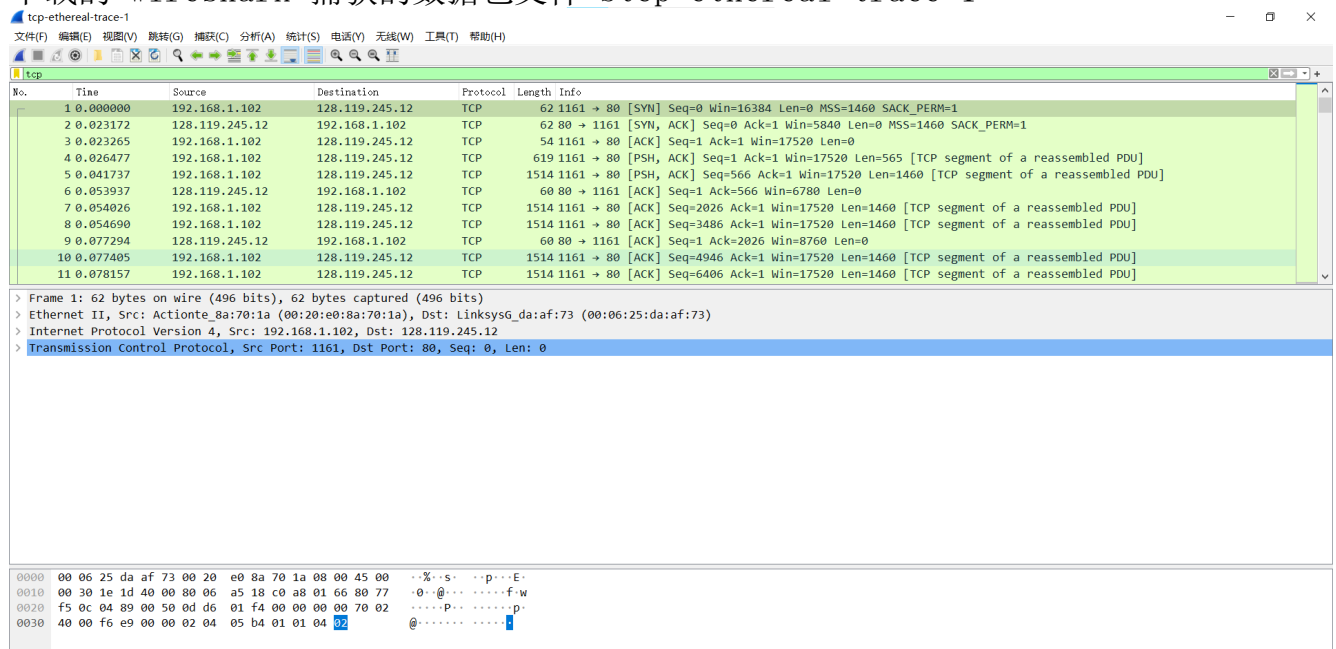 下载的 Wireshark 捕获的数据包文件 stcp-ethereal-trace-1
tcp-ethereal-trace-1
文件(F) 编辑(E) 视图(V) 跳转(G) 捕获(C) 分析(A) 统计(S) 电话(Y) 无线(W) 工具(T) 帮助(H)
tcp
No. Time Source Destination Protocol Length Info
1 0.000000 192.168.1.102 128.119.245.12 TCP 62 1161 → 80 [SYN] Seq=0 Win=16384 Len=0 MSS=1460 SACK_PERM=1
2 0.023172 128.119.245.12 192.168.1.102 TCP 62 80 → 1161 [SYN, ACK] Seq=0 Ack=1 Win=5840 Len=0 MSS=1460 SACK_PERM=1
3 0.023265 192.168.1.102 128.119.245.12 TCP 54 1161 → 80 [ACK] Seq=1 Ack=1 Win=17520 Len=0
4 0.026477 192.168.1.102 128.119.245.12 TCP 619 1161 → 80 [PSH, ACK] Seq=1 Ack=1 Win=17520 Len=565 [TCP segment of a reassembled PDU]
5 0.041737 192.168.1.102 128.119.245.12 TCP 1514 1161 → 80 [PSH, ACK] Seq=566 Ack=1 Win=17520 Len=1460 [TCP segment of a reassembled PDU]
6 0.053937 128.119.245.12 192.168.1.102 TCP 60 80 → 1161 [ACK] Seq=1 Ack=566 Win=6780 Len=0
7 0.054026 192.168.1.102 128.119.245.12 TCP 1514 1161 → 80 [ACK] Seq=2026 Ack=1 Win=17520 Len=1460 [TCP segment of a reassembled PDU]
8 0.054690 192.168.1.102 128.119.245.12 TCP 1514 1161 → 80 [ACK] Seq=3486 Ack=1 Win=17520 Len=1460 [TCP segment of a reassembled PDU]
9 0.077294 128.119.245.12 192.168.1.102 TCP 60 80 → 1161 [ACK] Seq=1 Ack=2026 Win=8760 Len=0
10 0.077405 192.168.1.102 128.119.245.12 TCP 1514 1161 → 80 [ACK] Seq=4946 Ack=1 Win=17520 Len=1460 [TCP segment of a reassembled PDU]
11 0.078157 192.168.1.102 128.119.245.12 TCP 1514 1161 → 80 [ACK] Seq=6406 Ack=1 Win=17520 Len=1460 [TCP segment of a reassembled PDU]
> Frame 1: 62 bytes on wire (496 bits), 62 bytes captured (496 bits)
> Ethernet II, Src: Actionte_8a:70:1a (00:20:e0:8a:70:1a), Dst: LinksysG_da:af:73 (00:06:25:da:af:73)
> Internet Protocol Version 4, Src: 192.168.1.102, Dst: 128.119.245.12
> Transmission Control Protocol, Src Port: 1161, Dst Port: 80, Seq: 0, Len: 0
0000 00 06 25 da af 73 00 20 e0 8a 70 1a 08 00 45 00 ··%··s· ··p···E·
0010 00 30 1e 1d 40 00 80 06 a5 18 c0 a8 01 66 80 77 ·0··@··· ·····f·w
0020 f5 0c 04 89 00 50 0d d6 01 f4 00 00 00 00 70 02 ·····P·· ······p·
0030 40 00 f6 e9 00 00 02 04 05 b4 01 01 04 02 @······· ······